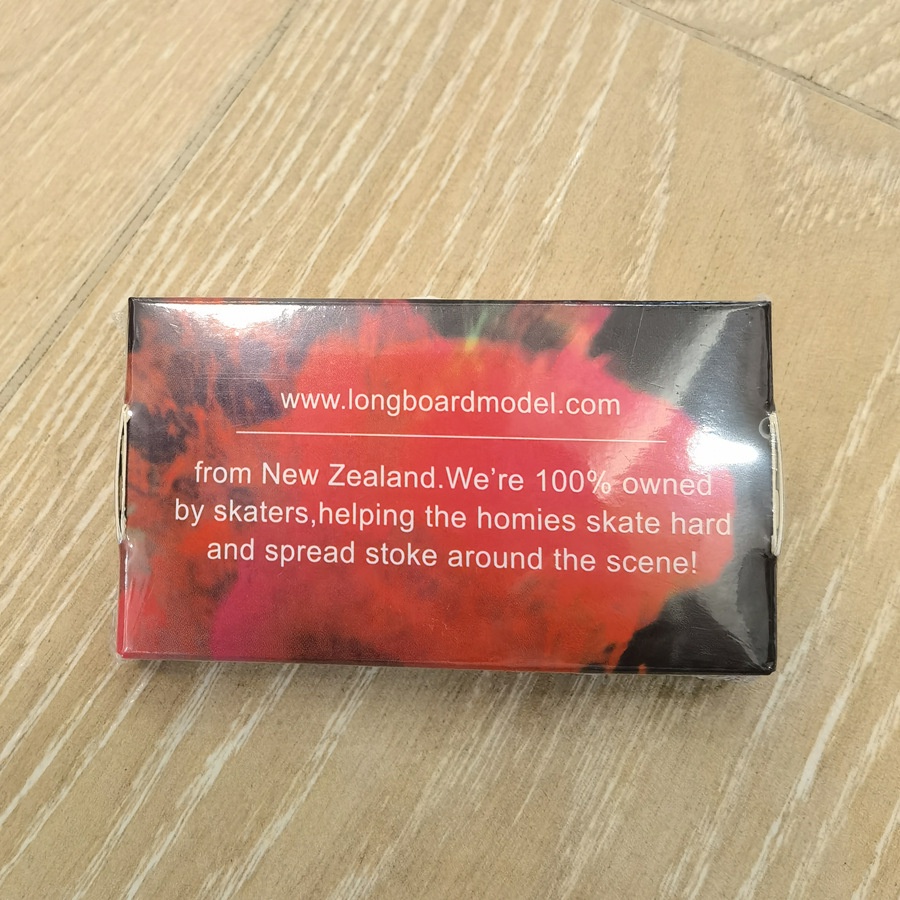 www.longboardmodel.com
from New Zealand.We're 100% owned
by skaters,helping the homies skate hard
and spread stoke around the scene!